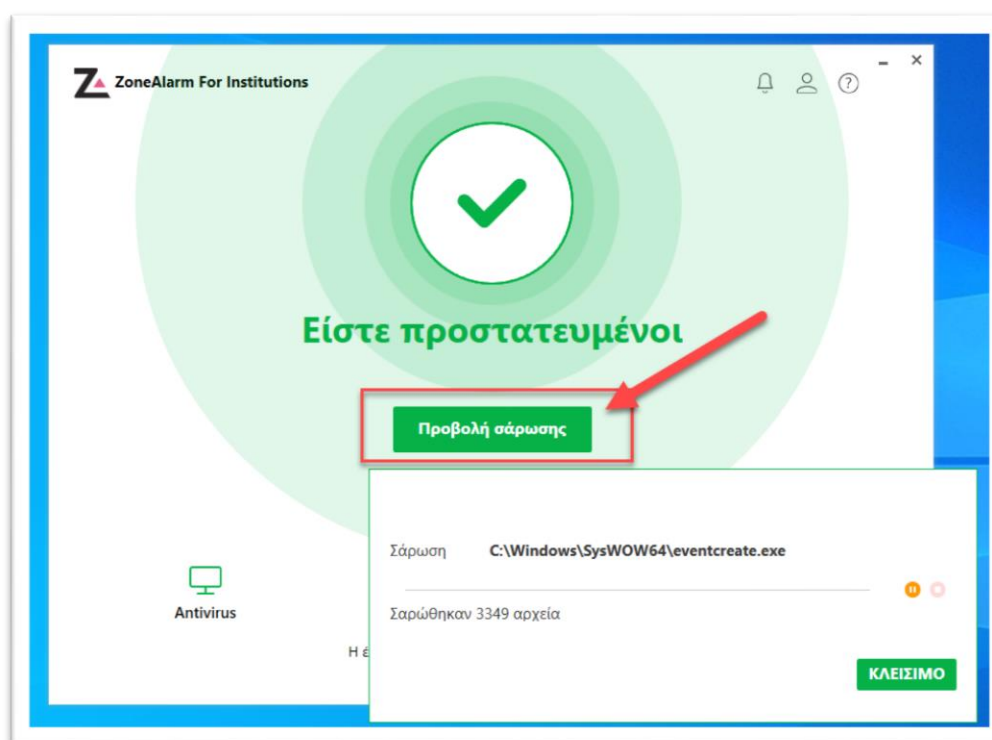 ZoneAlarm For Institutions
Είστε προστατευμένοι
Προβολή σάρωσης
Σάρωση C:\Windows\SysWOW64\eventcreate.exe
Σαρώθηκαν 3349 αρχεία
Antivirus
Η έ
ΚΛΕΙΣΙΜΟ